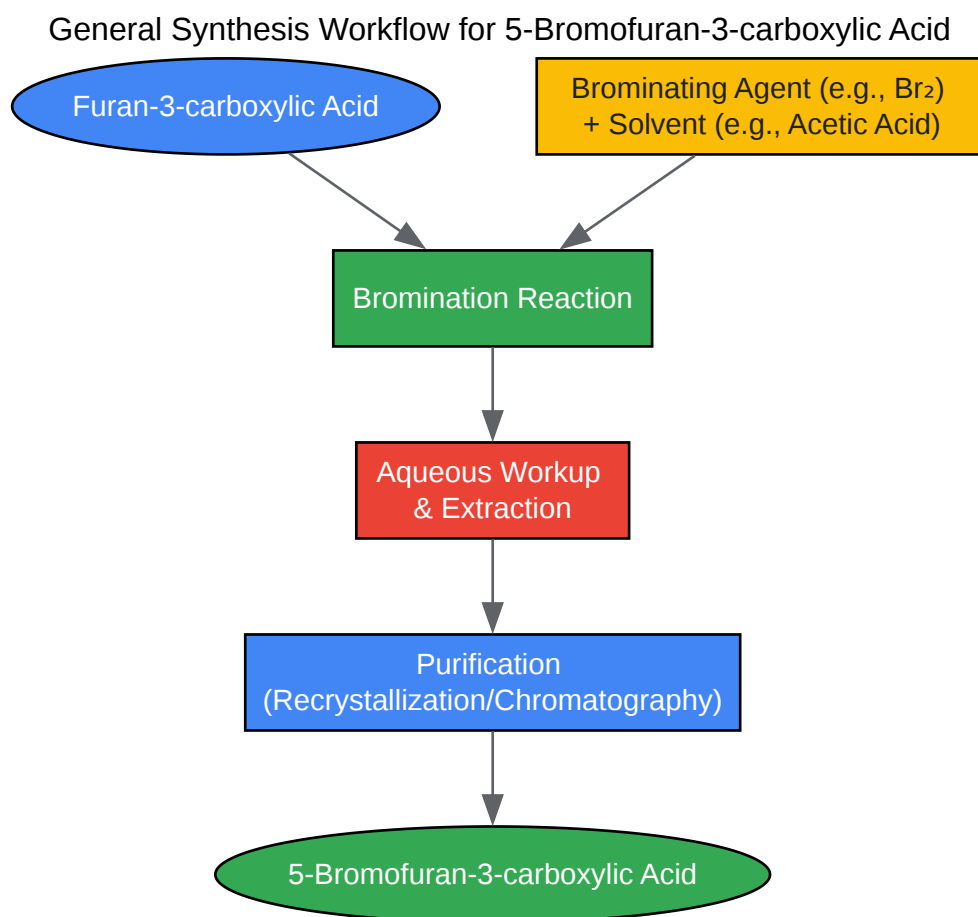 General Synthesis Workflow for 5-Bromofuran-3-carboxylic Acid
Furan-3-carboxylic Acid
Brominating Agent (e.g., Br₂)
+ Solvent (e.g., Acetic Acid)
Bromination Reaction
Aqueous Workup
& Extraction
Purification
(Recrystallization/Chromatography)
5-Bromofuran-3-carboxylic Acid